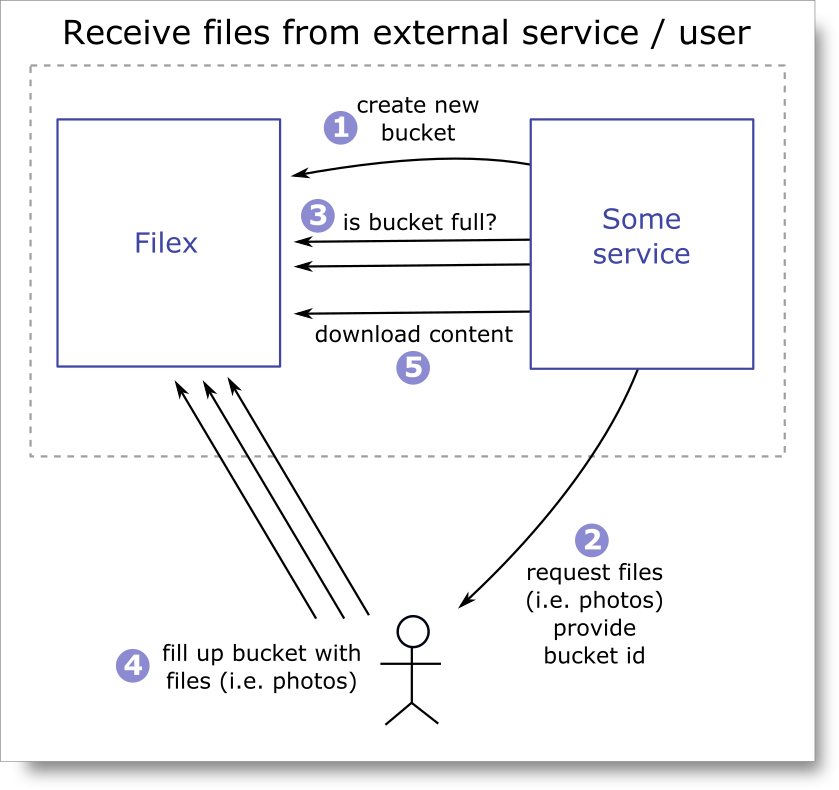 Receive files from external service / user
1
create new
bucket
Filex
3
is bucket full?
Some
service
download content
5
2
request files
(i.e. photos)
provide
bucket id
4
fill up bucket with
files (i.e. photos)